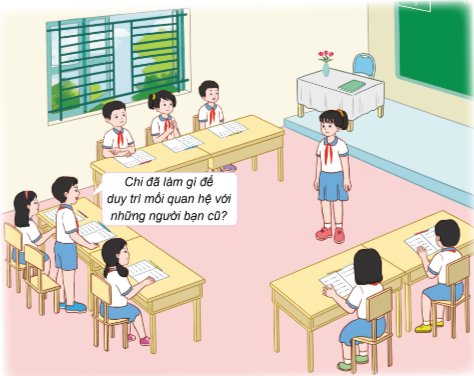 Chi đã làm gì để
duy trì mối quan hệ với
những người bạn cũ?